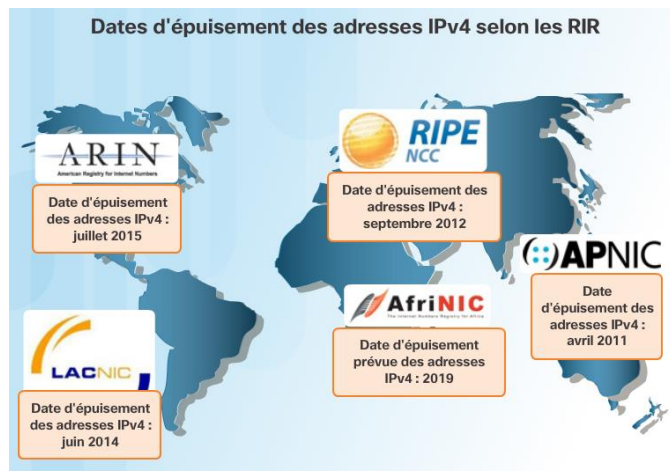 Dates d'épuisement des adresses IPv4 selon les RIR
ARIN
American Registry for Internet Numbers
Date d'épuisement
des adresses IPv4 :
juillet 2015
RIPE
NCC
Date d'épuisement des
adresses IPv4 :
septembre 2012
APNIC
Date
d'épuisement des
adresses IPv4 :
avril 2011
AfriNIC
The Internet Numbers Registry for Africa
Date d'épuisement
prévue des adresses
IPv4 : 2019
LACNIC
Date d'épuisement
des adresses IPv4 :
juin 2014